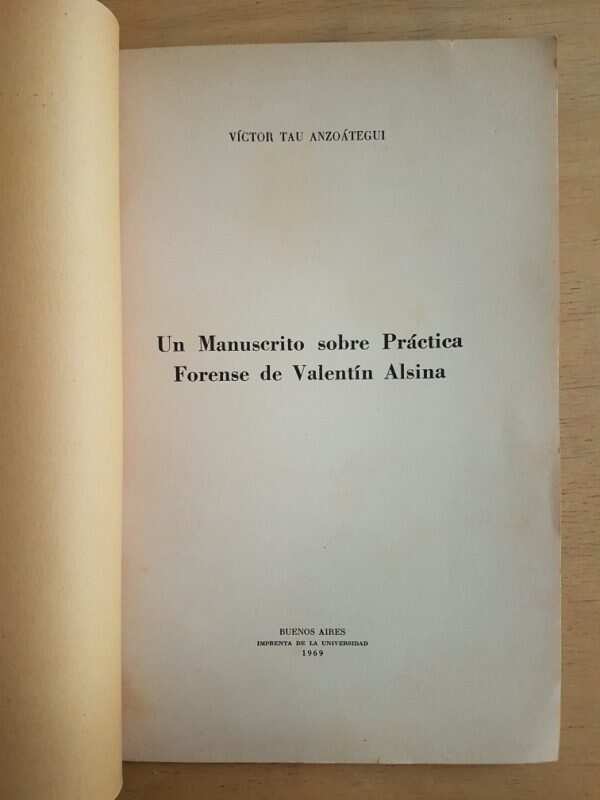 VÍCTOR TAU ANZOÁTEGUI
Un Manuscrito sobre Práctica
Forense de Valentín Alsina
BUENOS AIRES
IMPRENTA DE LA UNIVERSIDAD
1969